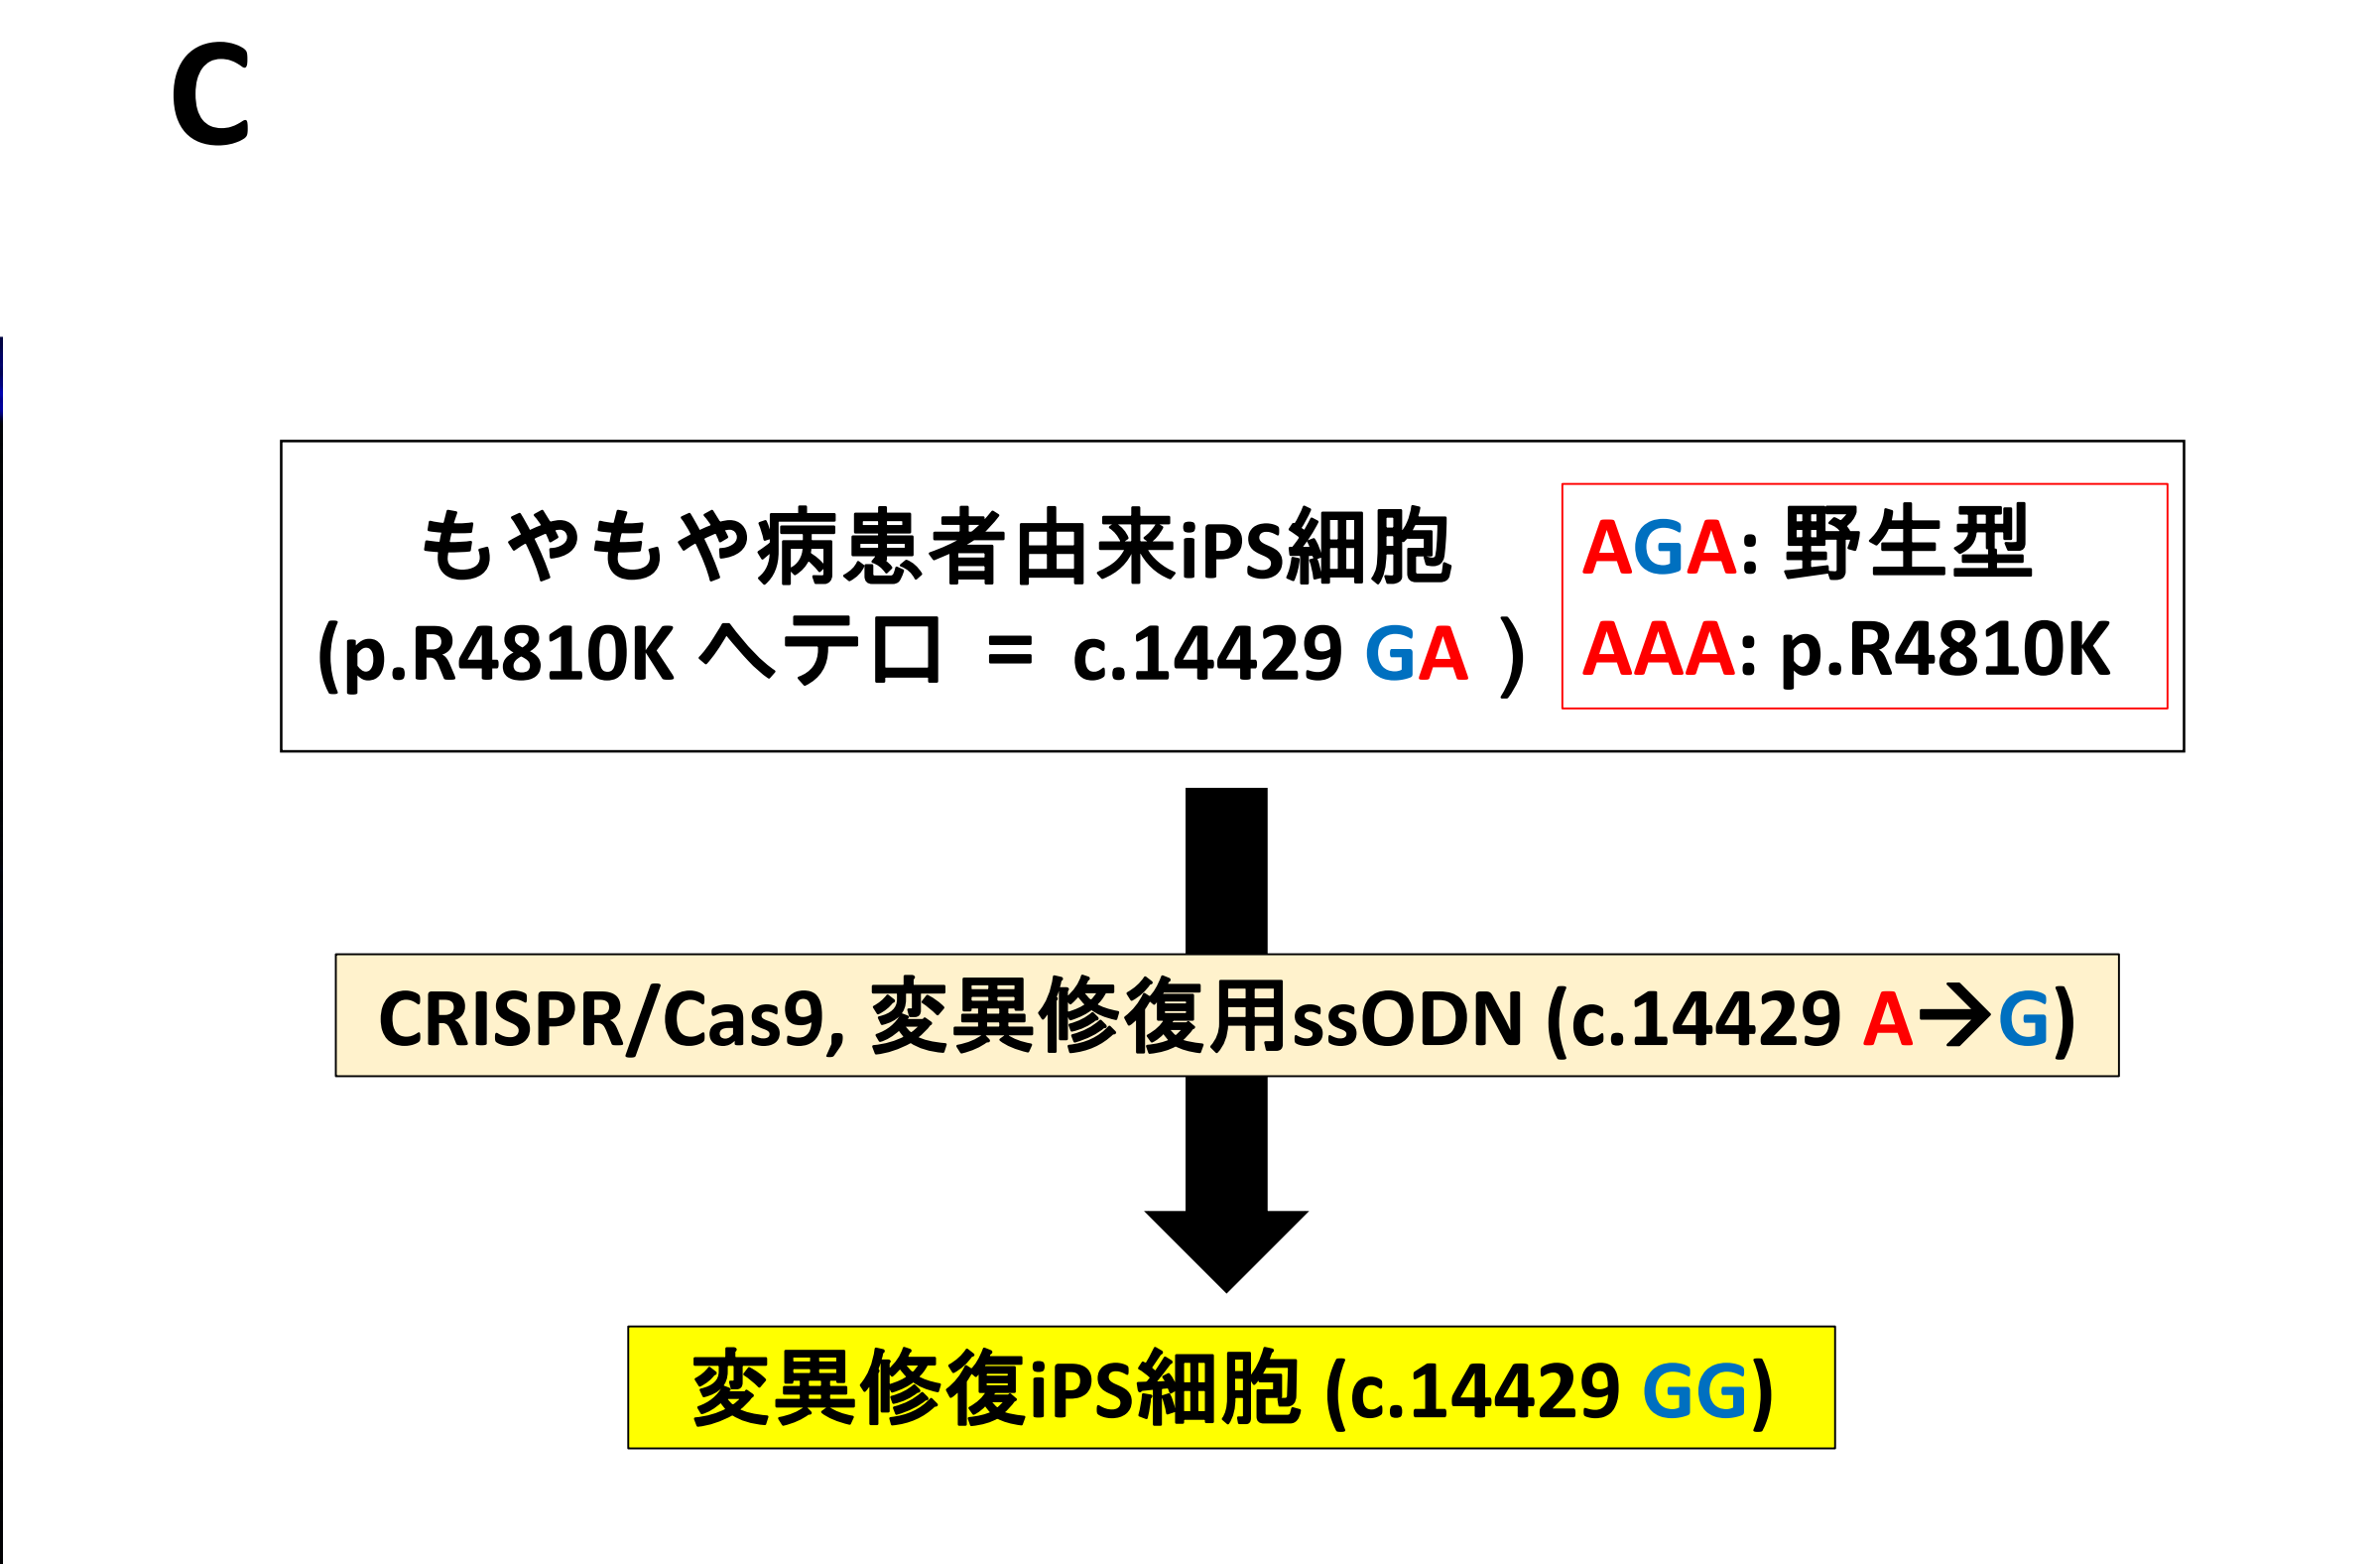 C
もやもや病患者由来iPS細胞
(p.R4810K ヘテロ = c.14429 GA )
AGA: 野生型
AAA: p.R4810K
CRISPR/Cas9, 変異修復用ssODN (c.14429 A→G)
変異修復iPS細胞 (c.14429 GG)